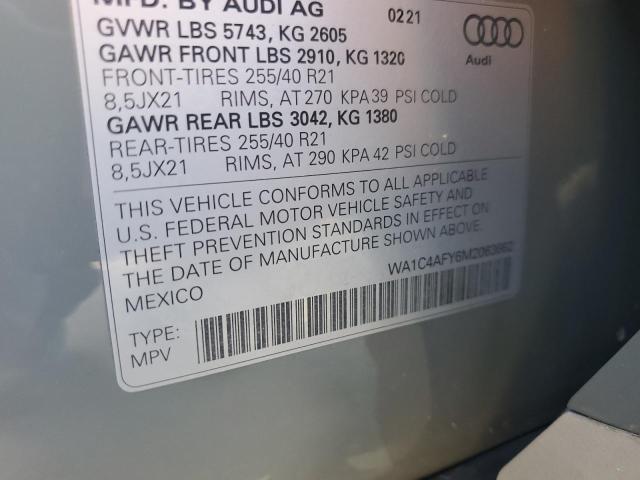 MFD. BY AUDI AG 02 21
GVWR LBS 5743, KG 2605
GAWR FRONT LBS 2910, KG 1320
FRONT-TIRES 255/40 R21
8,5JX21 RIMS, AT 270 KPA 39 PSI COLD
GAWR REAR LBS 3042, KG 1380
REAR-TIRES 255/40 R21
8,5JX21 RIMS, AT 290 KPA 42 PSI COLD
Audi
THIS VEHICLE CONFORMS TO ALL APPLICABLE
U.S. FEDERAL MOTOR VEHICLE SAFETY AND
THEFT PREVENTION STANDARDS IN EFFECT ON
THE DATE OF MANUFACTURE SHOWN ABOVE.
MEXICO WA1C4AFY6M2063662
TYPE:
MPV